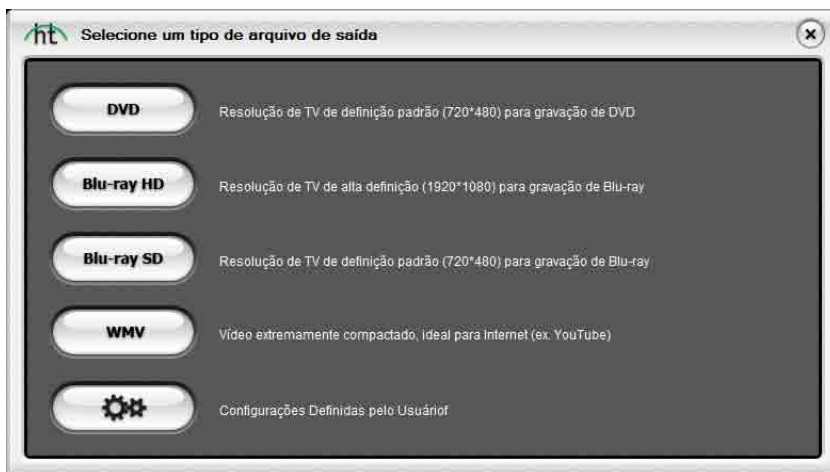 ht Selecione um tipo de arquivo de saída
DVD Resolução de TV de definição padrão (720*480) para gravação de DVD
Blu-ray HD Resolução de TV de alta definição (1920*1080) para gravação de Blu-ray
Blu-ray SD Resolução de TV de definição padrão (720*480) para gravação de Blu-ray
WMV Vídeo extremamente compactado, ideal para Internet (ex. YouTube)
Configurações Definidas pelo Usuáriof